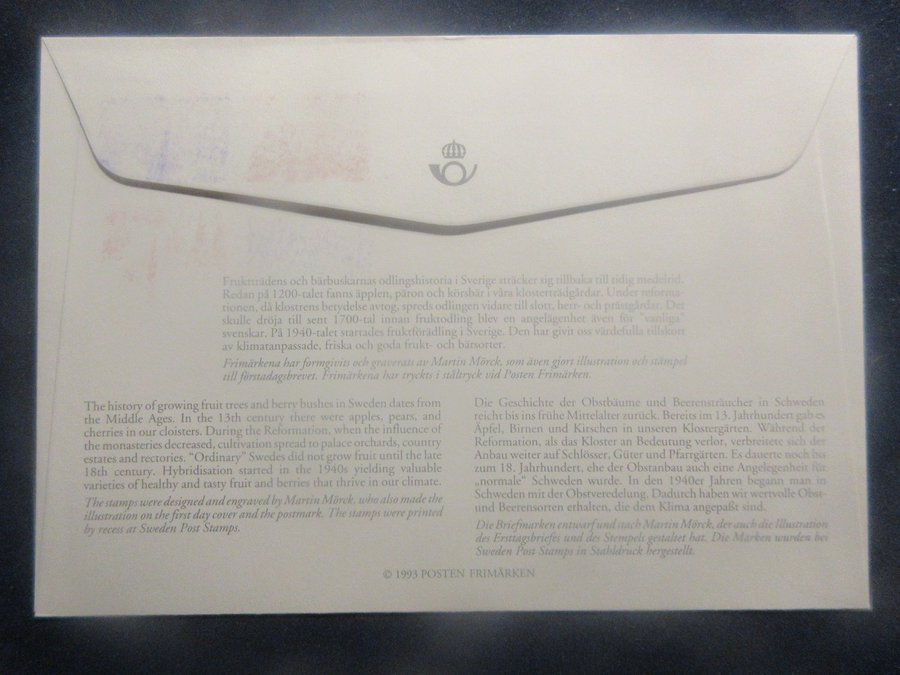 Fruktträdens och bärbuskarnas odlingshistoria i Sverige sträcker sig tillbaka till tidig medeltid.
Redan på 1200-talet fanns äpplen, päron och körsbär i våra klosterträdgårdar. Under reforma-
tionen, då klostrens betydelse avtog, spreds odlingen vidare till slott, herr- och prästgårdar. Det
skulle dröja till sent 1700-tal innan fruktodling blev en angelägenhet även för "vanliga"
svenskar. På 1940-talet startades fruktförädling i Sverige. Den har givit oss värdefulla tillskott
av klimatanpassade, friska och goda frukt- och bärsorter.
Frimärkena har formgivits och graverats av Martin Mörck, som även gjort illustration och stämpel
till förstadagsbrevet. Frimärkena har tryckts i ståltryck vid Posten Frimärken.
The history of growing fruit trees and berry bushes in Sweden dates from
the Middle Ages. In the 13th century there were apples, pears, and
cherries in our cloisters. During the Reformation, when the influence of
the monasteries decreased, cultivation spread to palace orchards, country
estates and rectories. "Ordinary" Swedes did not grow fruit until the late
18th century. Hybridisation started in the 1940s yielding valuable
varieties of healthy and tasty fruit and berries that thrive in our climate.
The stamps were designed and engraved by Martin Mörck, who also made the
illustration on the first day cover and the postmark. The stamps were printed
by recess at Sweden Post Stamps.
Die Geschichte der Obstbäume und Beerensträucher in Schweden
reicht bis ins frühe Mittelalter zurück. Bereits im 13. Jahrhundert gab es
Äpfel, Birnen und Kirschen in unseren Klostergärten. Während der
Reformation, als das Kloster an Bedeutung verlor, verbreitete sich der
Anbau weiter auf Schlösser, Güter und Pfarrgärten. Es dauerte noch bis
zum 18. Jahrhundert, ehe der Obstanbau auch eine Angelegenheit für
„normale“ Schweden wurde. In den 1940er Jahren begann man in
Schweden mit der Obstveredelung. Dadurch haben wir wertvolle Obst-
und Beerensorten erhalten, die dem Klima angepaßt sind.
Die Briefmarken entwarf und stach Martin Mörck, der auch die Illustration
des Ersttagsbriefes und des Stempels gestaltet hat. Die Marken wurden bei
Sweden Post Stamps in Stahldruck hergestellt.
© 1993 POSTEN FRIMÄRKEN